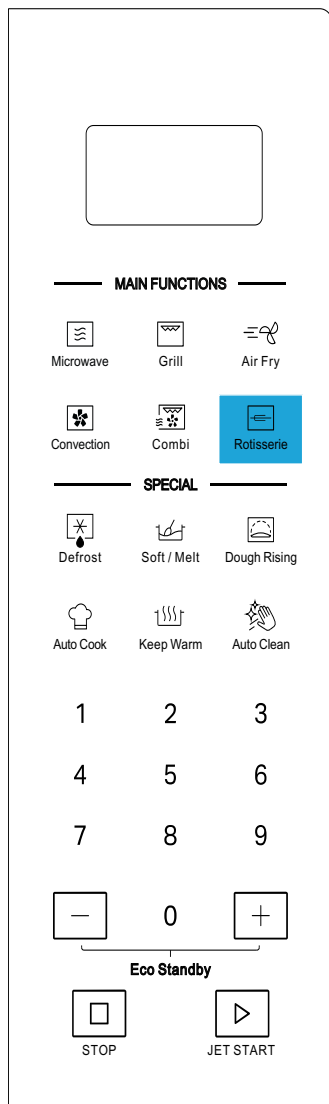 MAIN FUNCTIONS
Microwave Grill Air Fry
Convection Combi Rotisserie
SPECIAL
Defrost Soft / Melt Dough Rising
Auto Cook Keep Warm Auto Clean
1 2 3
4 5 6
7 8 9
− 0 +
Eco Standby
STOP JET START